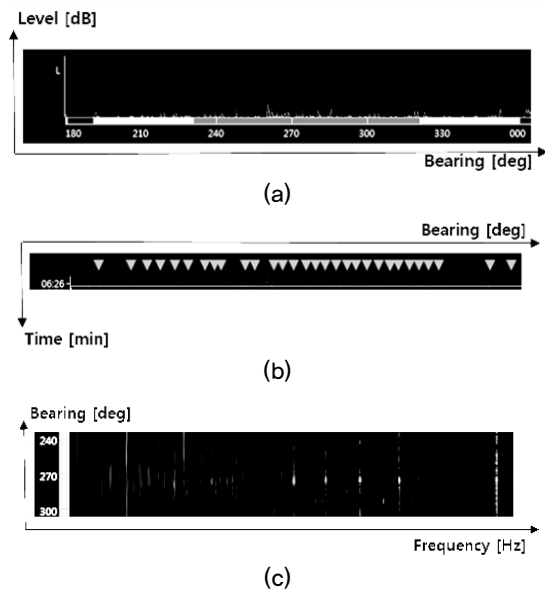 Level [dB]
L
180 210 240 270 300 330 000
Bearing [deg]
(a)
Bearing [deg]
06:26
Time [min]
(b)
Bearing [deg]
240
270
300
Frequency [Hz]
(c)